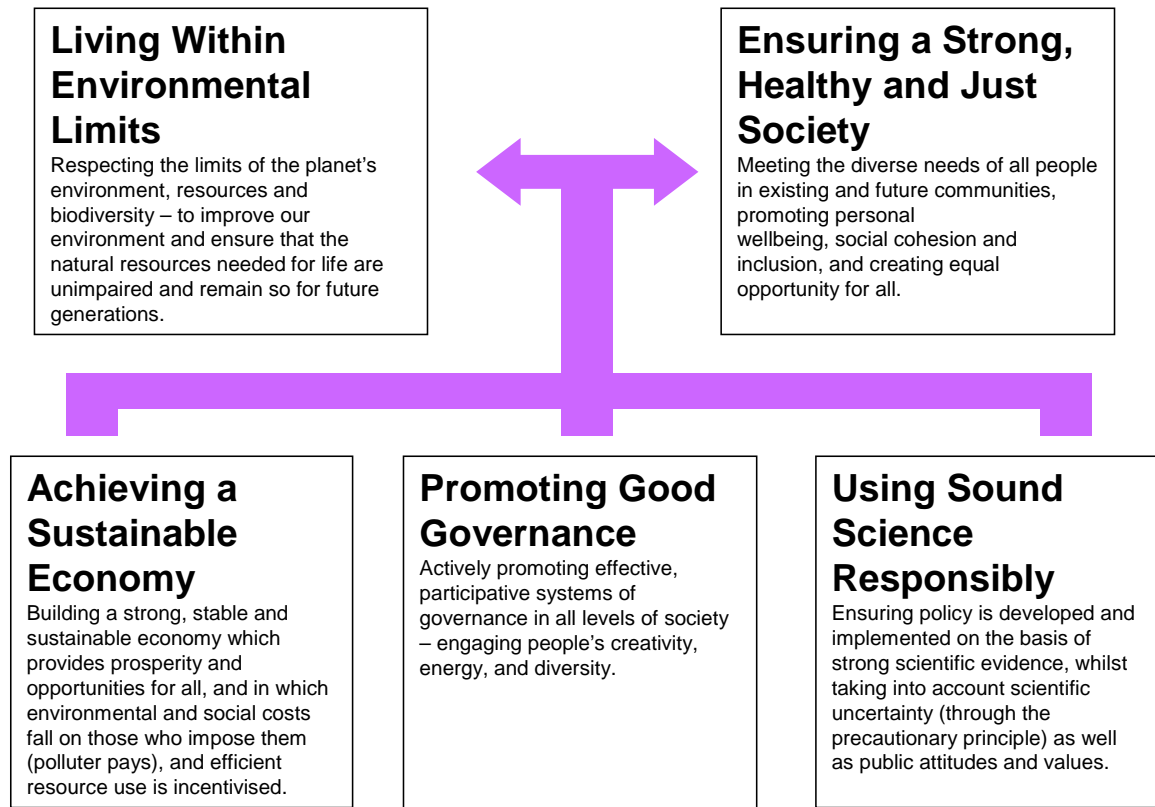 Living Within
Environmental
Limits
Respecting the limits of the planet’s
environment, resources and
biodiversity – to improve our
environment and ensure that the
natural resources needed for life are
unimpaired and remain so for future
generations.
Ensuring a Strong,
Healthy and Just
Society
Meeting the diverse needs of all people
in existing and future communities,
promoting personal
wellbeing, social cohesion and
inclusion, and creating equal
opportunity for all.
Achieving a
Sustainable
Economy
Building a strong, stable and
sustainable economy which
provides prosperity and
opportunities for all, and in which
environmental and social costs
fall on those who impose them
(polluter pays), and efficient
resource use is incentivised.
Promoting Good
Governance
Actively promoting effective,
participative systems of
governance in all levels of society
– engaging people’s creativity,
energy, and diversity.
Using Sound
Science
Responsibly
Ensuring policy is developed and
implemented on the basis of
strong scientific evidence, whilst
taking into account scientific
uncertainty (through the
precautionary principle) as well
as public attitudes and values.